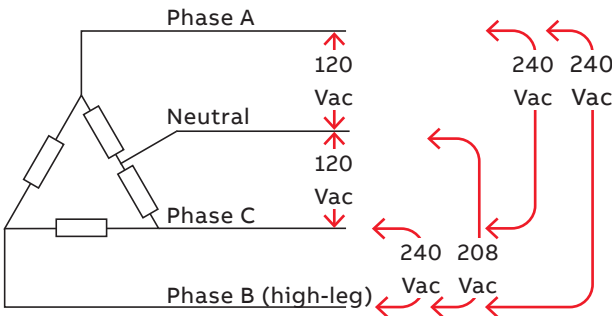 Phase A
120
Vac
240
Vac
240
Vac
Neutral
120
Vac
Phase C
240
Vac
208
Vac
Phase B (high-leg)